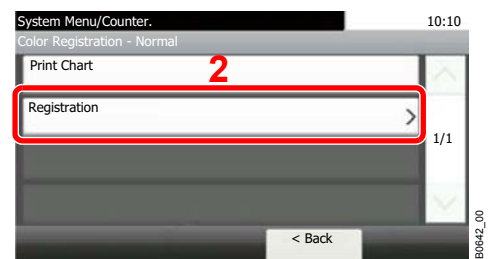 System Menu/Counter. 10:10
Color Registration - Normal
Print Chart
2
Registration >
1/1
< Back
B0642_00